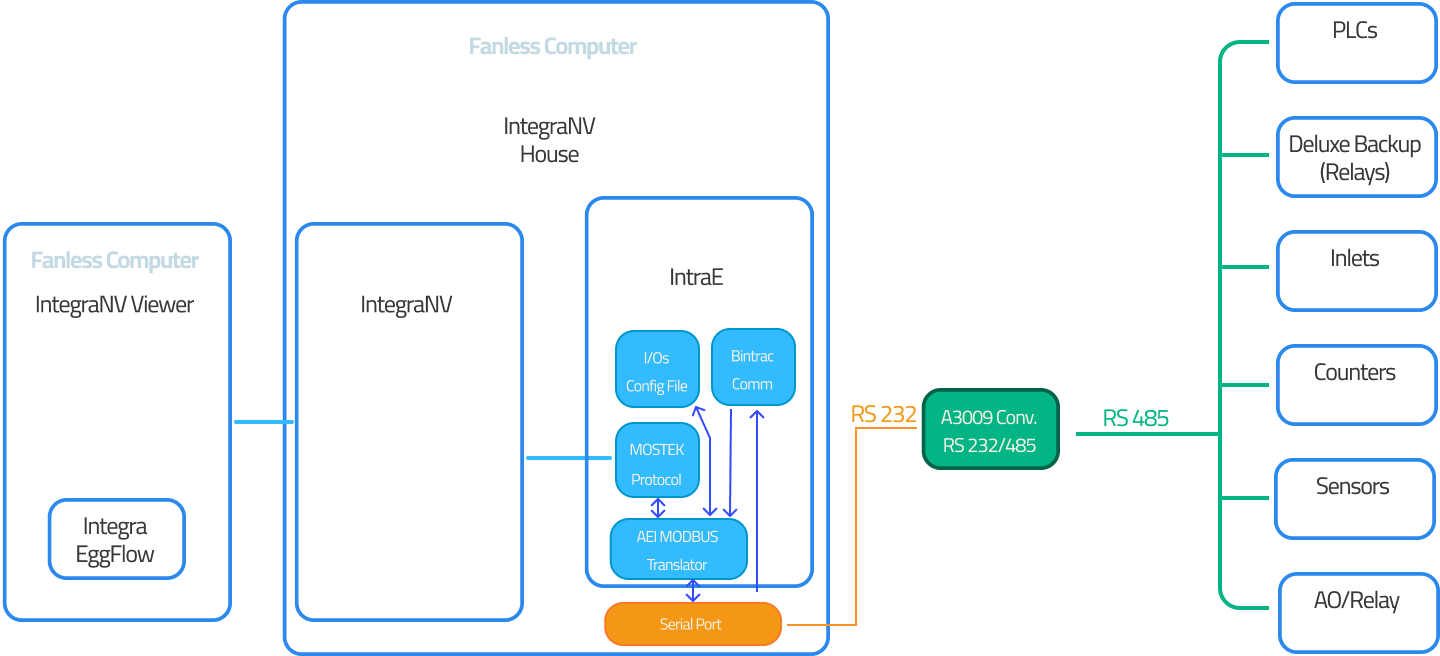 Fanless Computer
IntegraNV
House
Fanless Computer
IntegraNV Viewer
Integra
EggFlow
IntegraNV
IntraE
I/Os
Config File
Bintrac
Comm
MOSTEK
Protocol
AEI MODBUS
Translator
Serial Port
RS 232
A3009 Conv.
RS 232/485
RS 485
PLCs
Deluxe Backup
(Relays)
Inlets
Counters
Sensors
AO/Relay